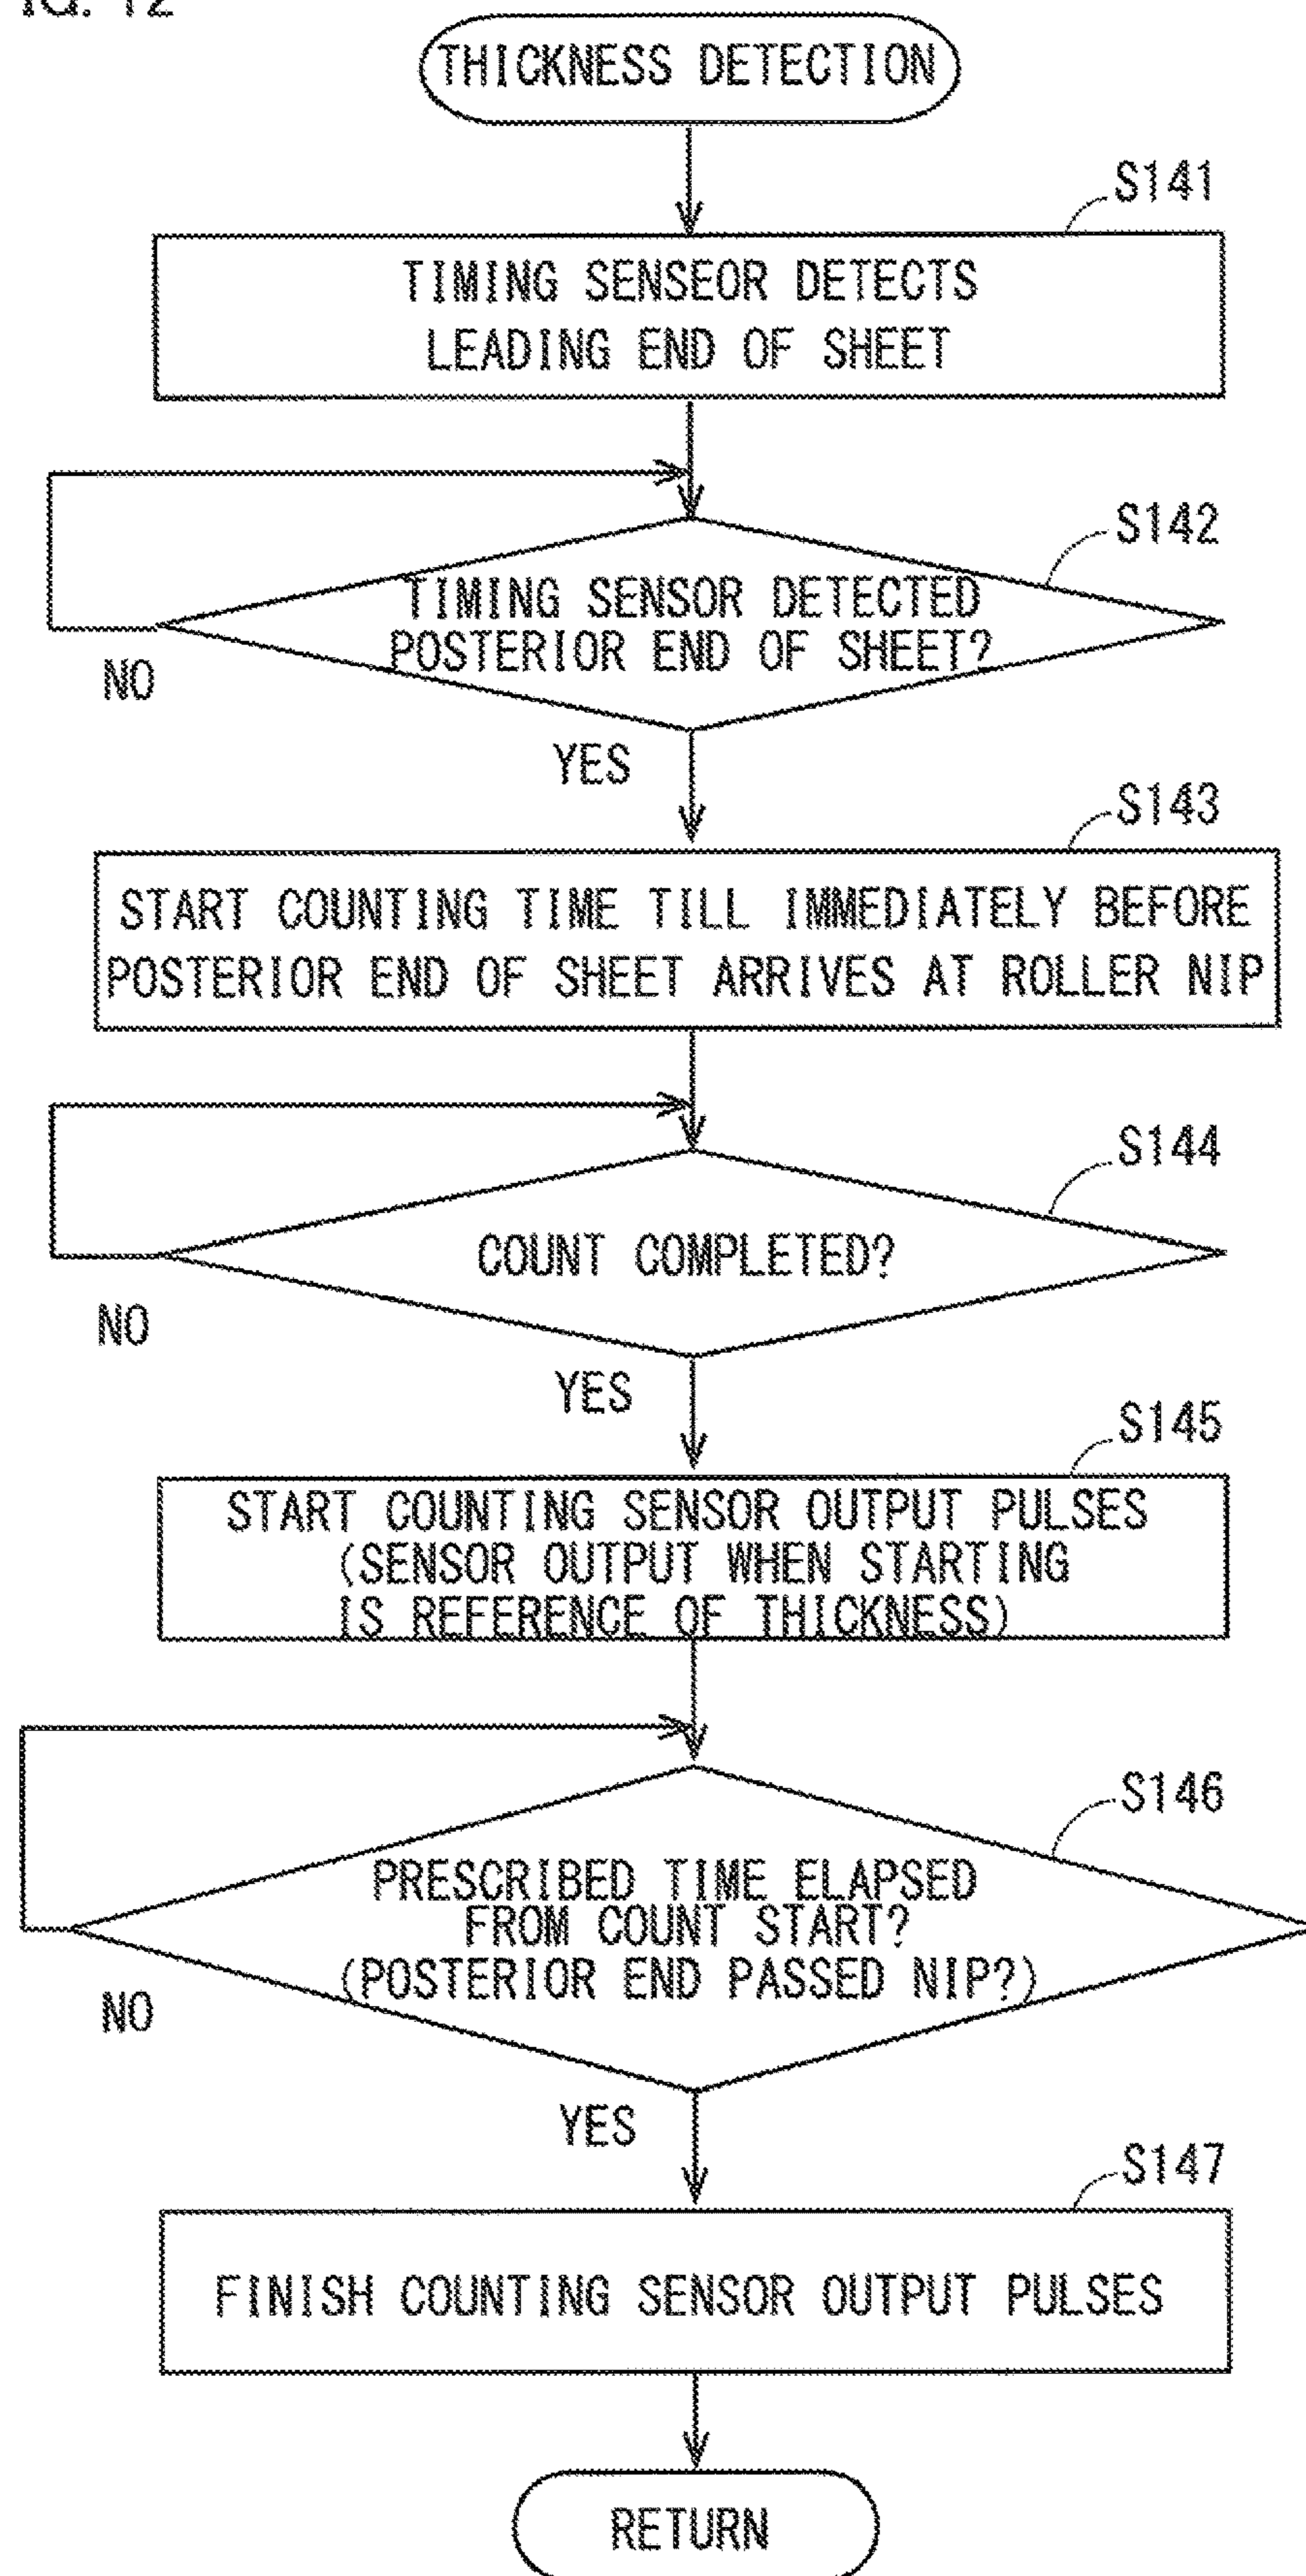 IG. 12
THICKNESS DETECTION
S141
TIMING SENSEOR DETECTS
LEADING END OF SHEET
S142
TIMING SENSOR DETECTED
POSTERIOR END OF SHEET?
NO
YES
S143
START COUNTING TIME TILL IMMEDIATELY BEFORE
POSTERIOR END OF SHEET ARRIVES AT ROLLER NIP
S144
COUNT COMPLETED?
NO
YES
S145
START COUNTING SENSOR OUTPUT PULSES
(SENSOR OUTPUT WHEN STARTING
IS REFERENCE OF THICKNESS)
S146
PRESCRIBED TIME ELAPSED
FROM COUNT START?
(POSTERIOR END PASSED NIP?)
NO
YES
S147
FINISH COUNTING SENSOR OUTPUT PULSES
RETURN